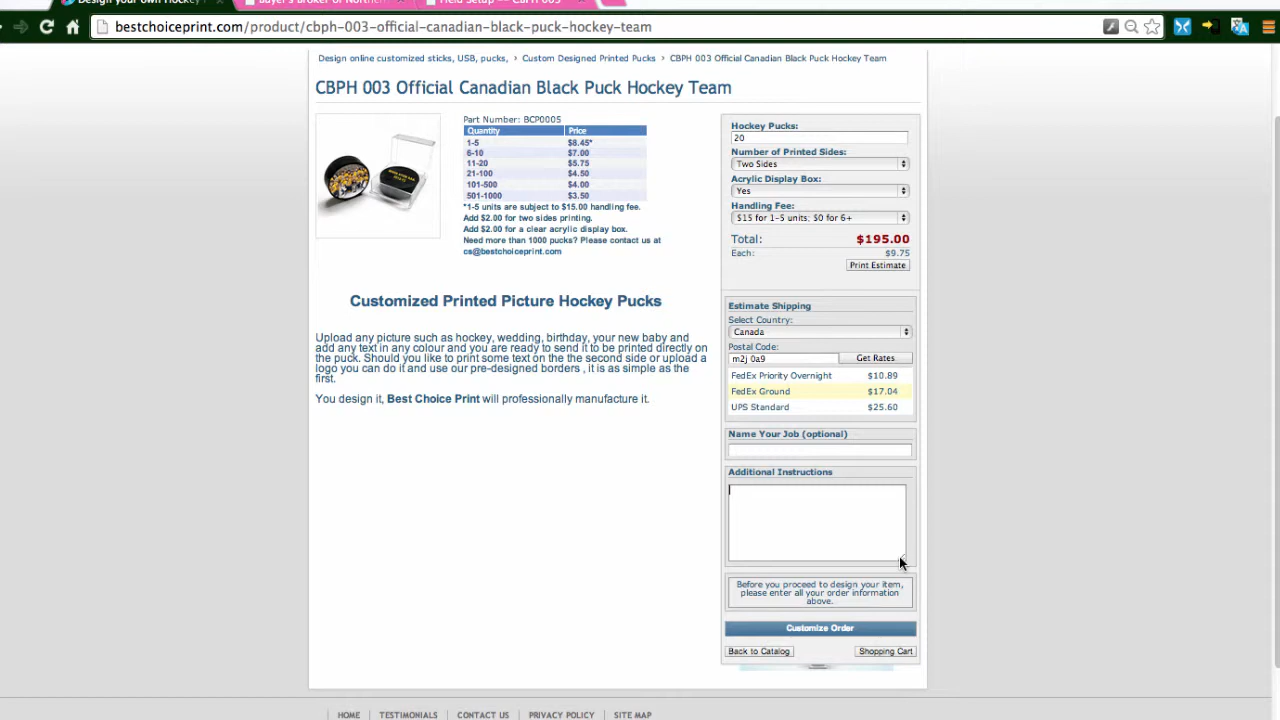 Design your own Hockey
bestchoiceprint.com/product/cbph-003-official-canadian-black-puck-hockey-team
Design online customized sticks, USB, pucks, > Custom Designed Printed Pucks > CBPH 003 Official Canadian Black Puck Hockey Team
CBPH 003 Official Canadian Black Puck Hockey Team
Part Number: BCP0005
Quantity Price
1-5 $8.45*
6-10 $7.00
11-20 $5.75
21-100 $4.50
101-500 $4.00
501-1000 $3.50
*1-5 units are subject to $15.00 handling fee.
Add $2.00 for two sides printing.
Add $2.00 for a clear acrylic display box.
Need more than 1000 pucks? Please contact us at
cs@bestchoiceprint.com
Customized Printed Picture Hockey Pucks
Upload any picture such as hockey, wedding, birthday, your new baby and
add any text in any colour and you are ready to send it to be printed directly on
the puck. Should you like to print some text on the the second side or upload a
logo you can do it and use our pre-designed borders , it is as simple as the
first.
You design it, Best Choice Print will professionally manufacture it.
Hockey Pucks:
20
Number of Printed Sides:
Two Sides
Acrylic Display Box:
Yes
Handling Fee:
$15 for 1-5 units; $0 for 6+
Total: $195.00
Each: $9.75
Print Estimate
Estimate Shipping
Select Country:
Canada
Postal Code:
m2j 0a9 Get Rates
FedEx Priority Overnight $10.89
FedEx Ground $17.04
UPS Standard $25.60
Name Your Job (optional)
Additional Instructions
Before you proceed to design your item,
please enter all your order information
above.
Customize Order
Back to Catalog Shopping Cart
HOME TESTIMONIALS CONTACT US PRIVACY POLICY SITE MAP